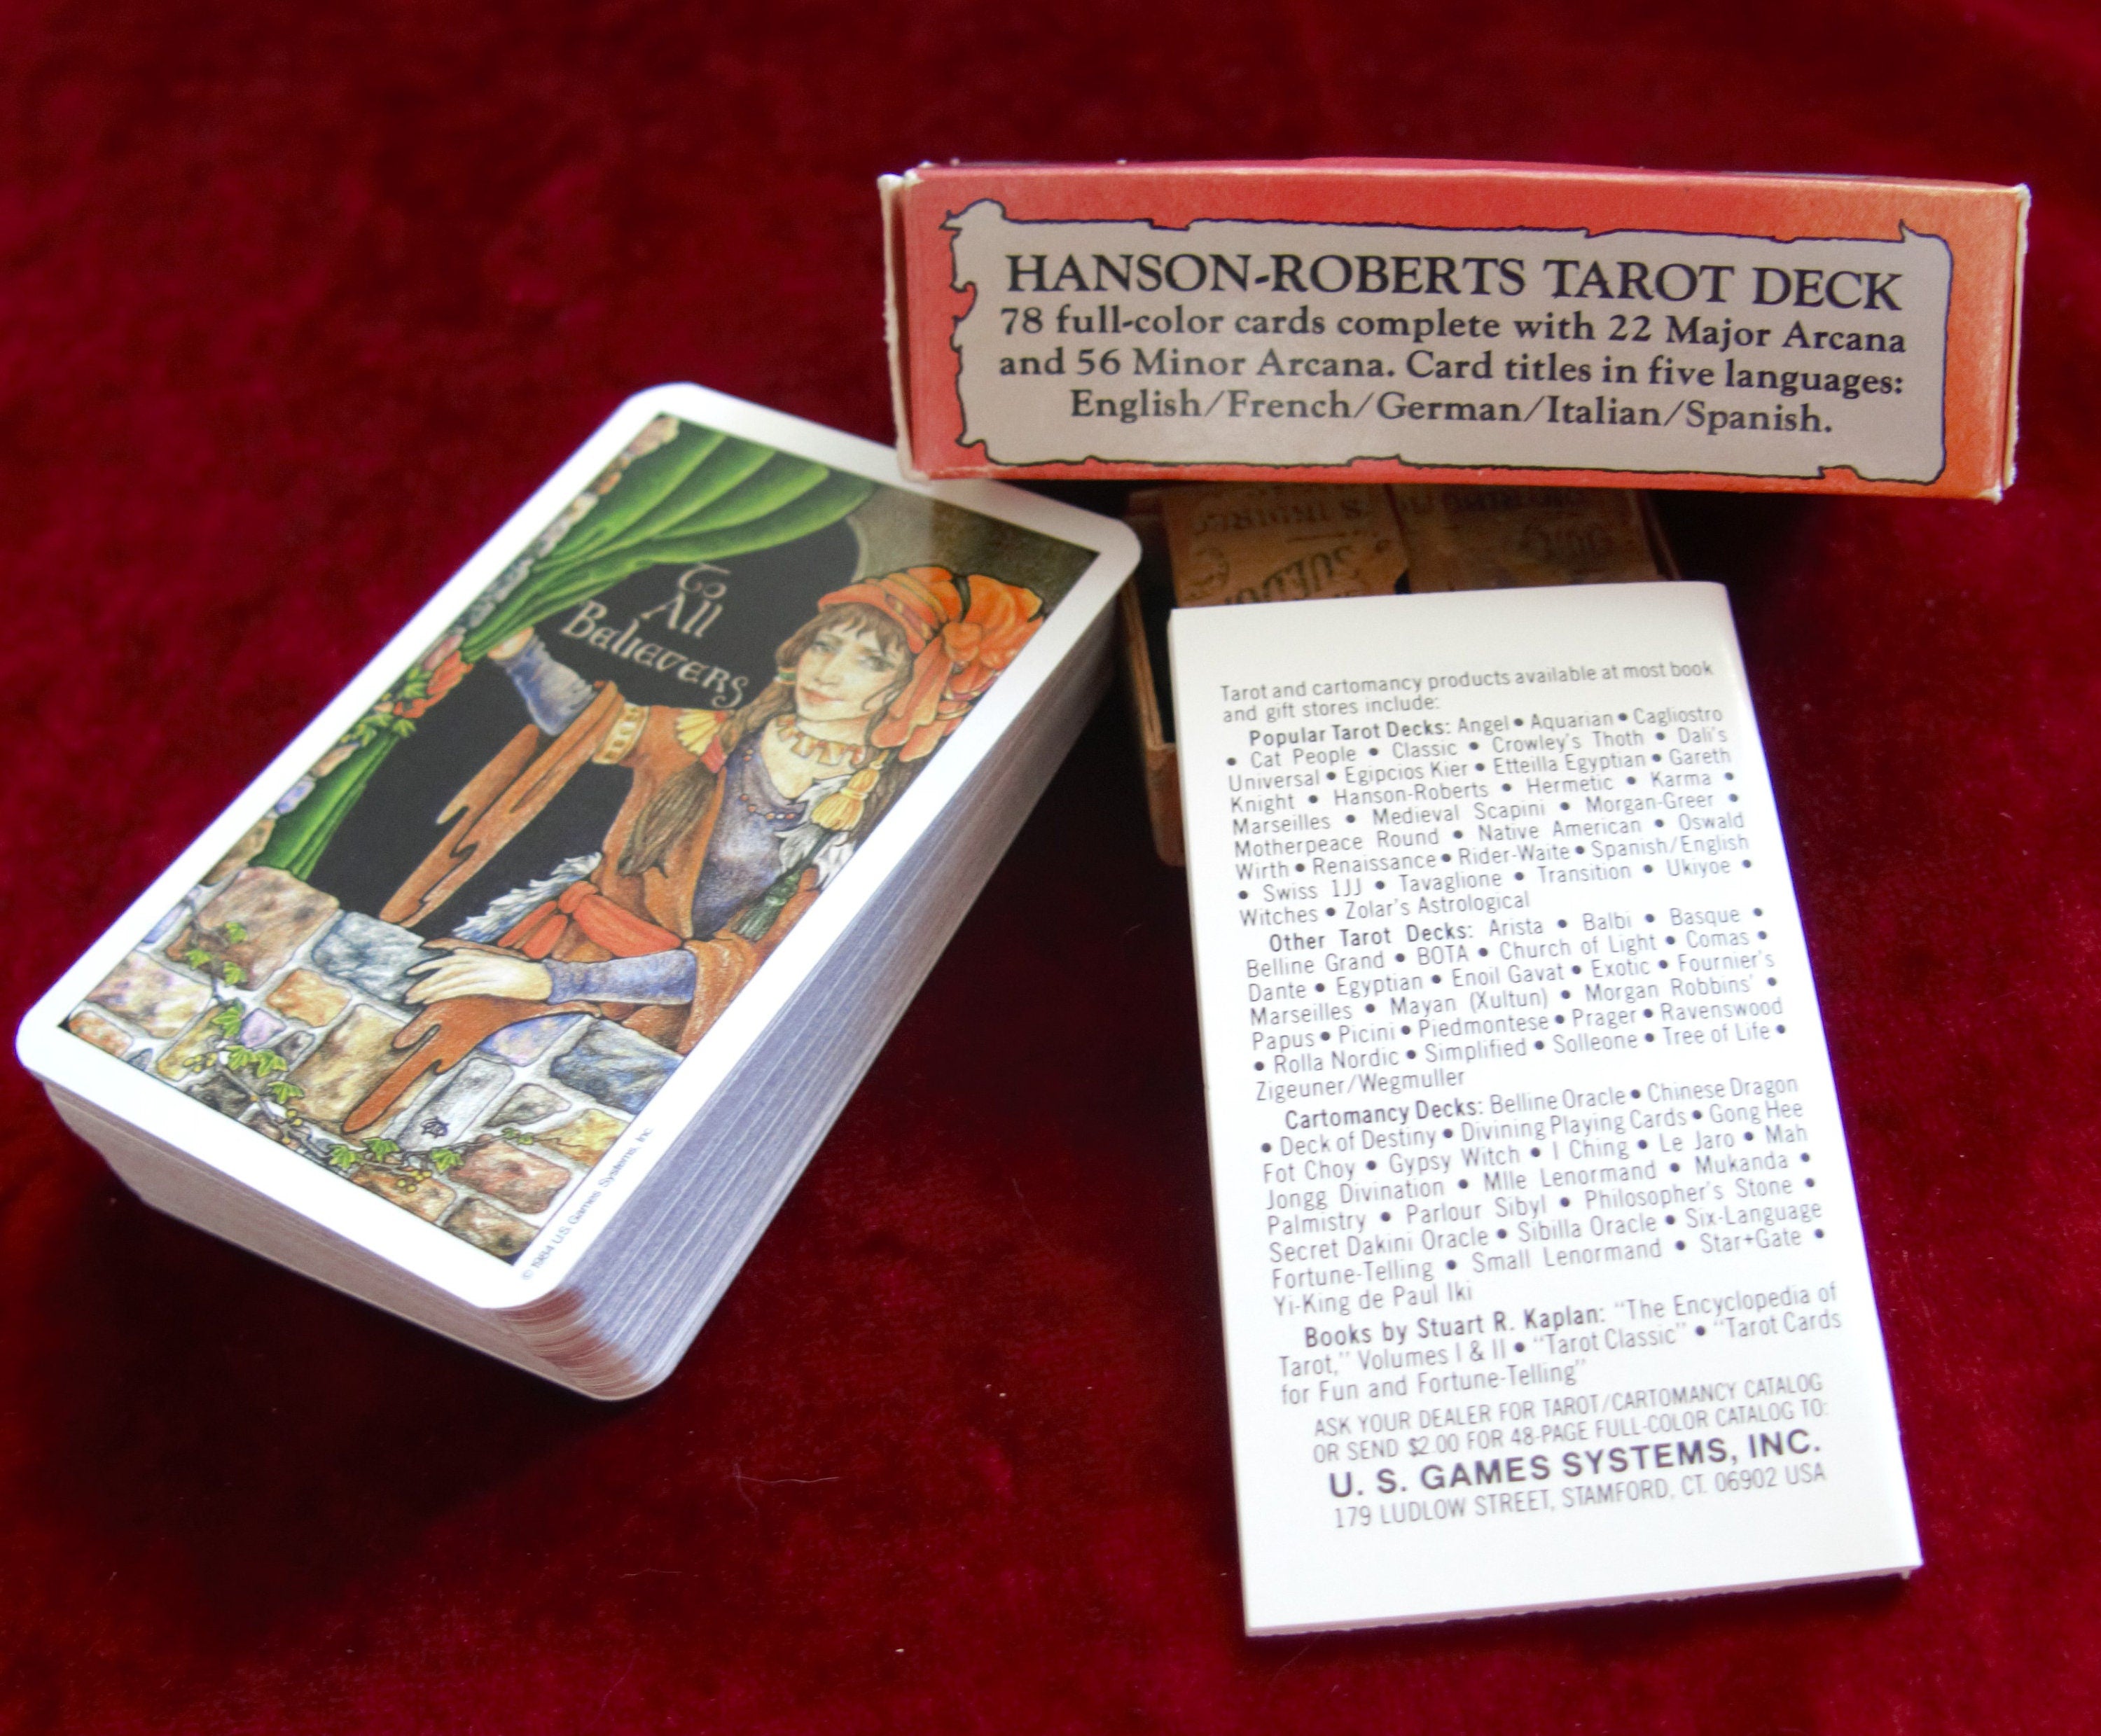 To
All
Believers
© 1984 U.S. Games Systems, Inc.
HANSON-ROBERTS TAROT DECK
78 full-color cards complete with 22 Major Arcana
and 56 Minor Arcana. Card titles in five languages:
English/French/German/Italian/Spanish.
Tarot and cartomancy products available at most book
and gift stores include:
Popular Tarot Decks: Angel • Aquarian • Cagliostro
• Cat People • Classic • Crowley's Thoth • Dali's
Universal • Egipcios Kier • Etteilla Egyptian • Gareth
Knight • Hanson-Roberts • Hermetic • Karma •
Marseilles • Medieval Scapini • Morgan-Greer •
Motherpeace Round • Native American • Oswald
Wirth • Renaissance • Rider-Waite • Spanish/English
• Swiss 1JJ • Tavaglione • Transition • Ukiyoe •
Witches • Zolar's Astrological
Other Tarot Decks: Arista • Balbi • Basque •
Belline Grand • BOTA • Church of Light • Comas •
Dante • Egyptian • Enoil Gavat • Exotic • Fournier's
Marseilles • Mayan (Xultun) • Morgan Robbins' •
Papus • Picini • Piedmontese • Prager • Ravenswood
• Rolla Nordic • Simplified • Solleone • Tree of Life •
Zigeuner/Wegmuller
Cartomancy Decks: Belline Oracle • Chinese Dragon
• Deck of Destiny • Divining Playing Cards • Gong Hee
Fot Choy • Gypsy Witch • I Ching • Le Jaro • Mah
Jongg Divination • Mlle Lenormand • Mukanda •
Palmistry • Parlour Sibyl • Philosopher's Stone •
Secret Dakini Oracle • Sibilla Oracle • Six-Language
Fortune-Telling • Small Lenormand • Star+Gate •
Yi-King de Paul Iki
Books by Stuart R. Kaplan: "The Encyclopedia of
Tarot," Volumes I & II • "Tarot Classic" • "Tarot Cards
for Fun and Fortune-Telling"
ASK YOUR DEALER FOR TAROT/CARTOMANCY CATALOG
OR SEND $2.00 FOR 48-PAGE FULL-COLOR CATALOG TO:
U. S. GAMES SYSTEMS, INC.
179 LUDLOW STREET, STAMFORD, CT. 06902 USA